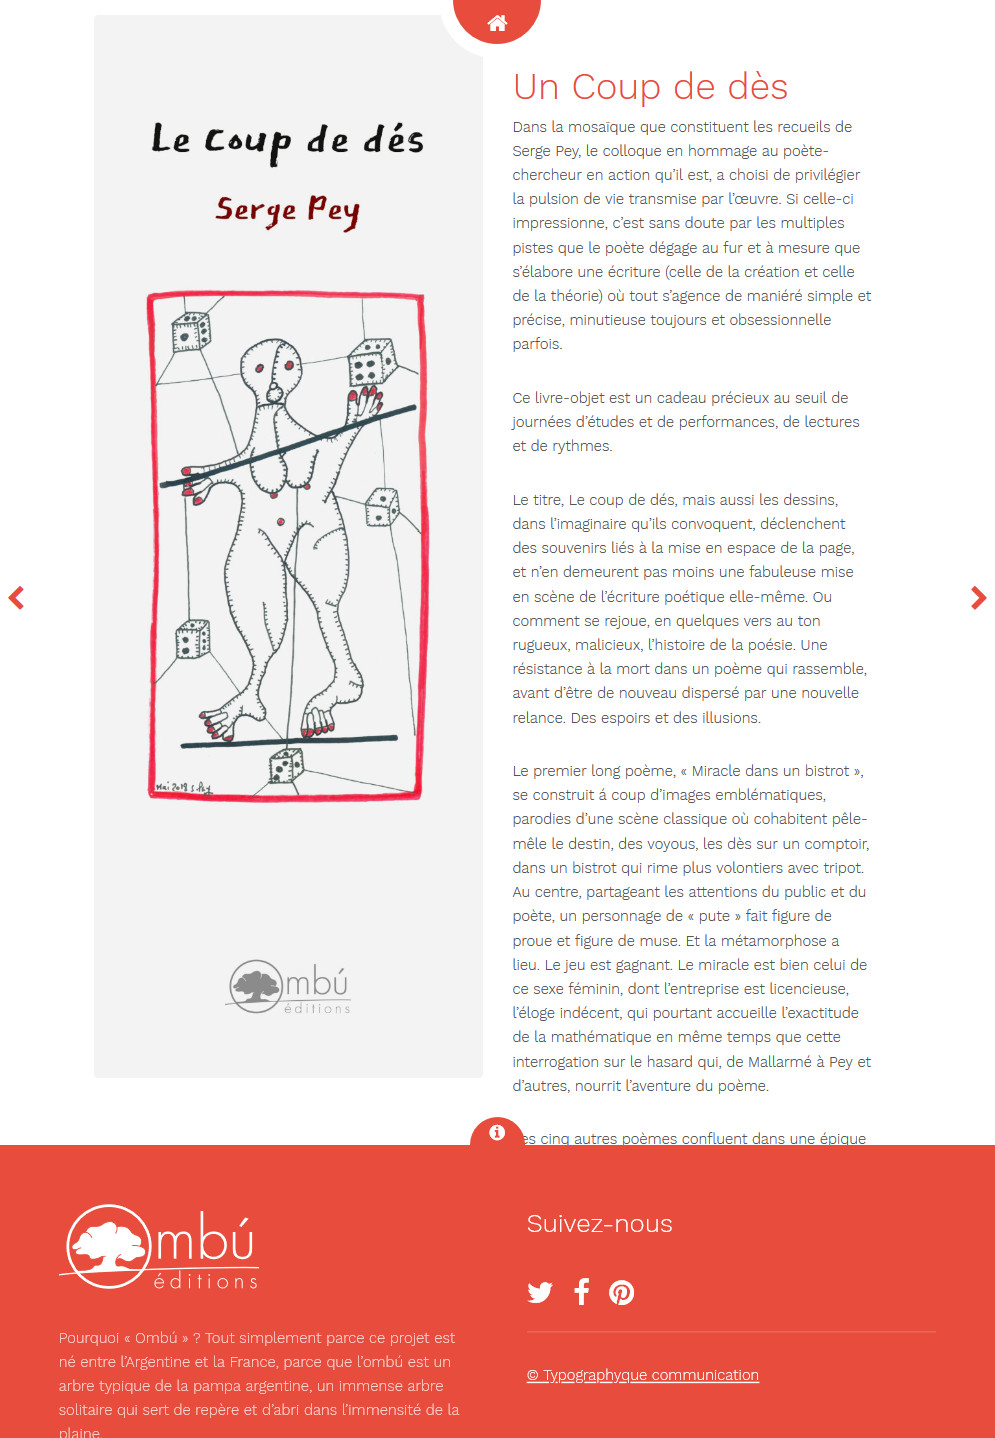 Le Coup de dés
Serge Pey
Mai 2018 S. Pey
Ombú
éditions
Un Coup de dès
Dans la mosaïque que constituent les recueils de
Serge Pey, le colloque en hommage au poète-
chercheur en action qu’il est, a choisi de privilégier
la pulsion de vie transmise par l’œuvre. Si celle-ci
impressionne, c’est sans doute par les multiples
pistes que le poète dégage au fur et à mesure que
s’élabore une écriture (celle de la création et celle
de la théorie) où tout s’agence de maniéré simple et
précise, minutieuse toujours et obsessionnelle
parfois.
Ce livre-objet est un cadeau précieux au seuil de
journées d’études et de performances, de lectures
et de rythmes.
Le titre, Le coup de dés, mais aussi les dessins,
dans l’imaginaire qu’ils convoquent, déclenchent
des souvenirs liés à la mise en espace de la page,
et n’en demeurent pas moins une fabuleuse mise
en scène de l’écriture poétique elle-même. Ou
comment se rejoue, en quelques vers au ton
rugueux, malicieux, l’histoire de la poésie. Une
résistance à la mort dans un poème qui rassemble,
avant d’être de nouveau dispersé par une nouvelle
relance. Des espoirs et des illusions.
Le premier long poème, « Miracle dans un bistrot »,
se construit á coup d’images emblématiques,
parodies d’une scène classique où cohabitent pêle-
mêle le destin, des voyous, les dès sur un comptoir,
dans un bistrot qui rime plus volontiers avec tripot.
Au centre, partageant les attentions du public et du
poète, un personnage de « pute » fait figure de
proue et figure de muse. Et la métamorphose a
lieu. Le jeu est gagnant. Le miracle est bien celui de
ce sexe féminin, dont l’entreprise est licencieuse,
l’éloge indécent, qui pourtant accueille l’exactitude
de la mathématique en même temps que cette
interrogation sur le hasard qui, de Mallarmé à Pey et
d’autres, nourrit l’aventure du poème.
es cinq autres poèmes confluent dans une épique
Ombú
éditions
Pourquoi « Ombú » ? Tout simplement parce ce projet est
né entre l’Argentine et la France, parce que l’ombú est un
arbre typique de la pampa argentine, un immense arbre
solitaire qui sert de repère et d’abri dans l’immensité de la
plaine.
Suivez-nous
© Typographyque communication